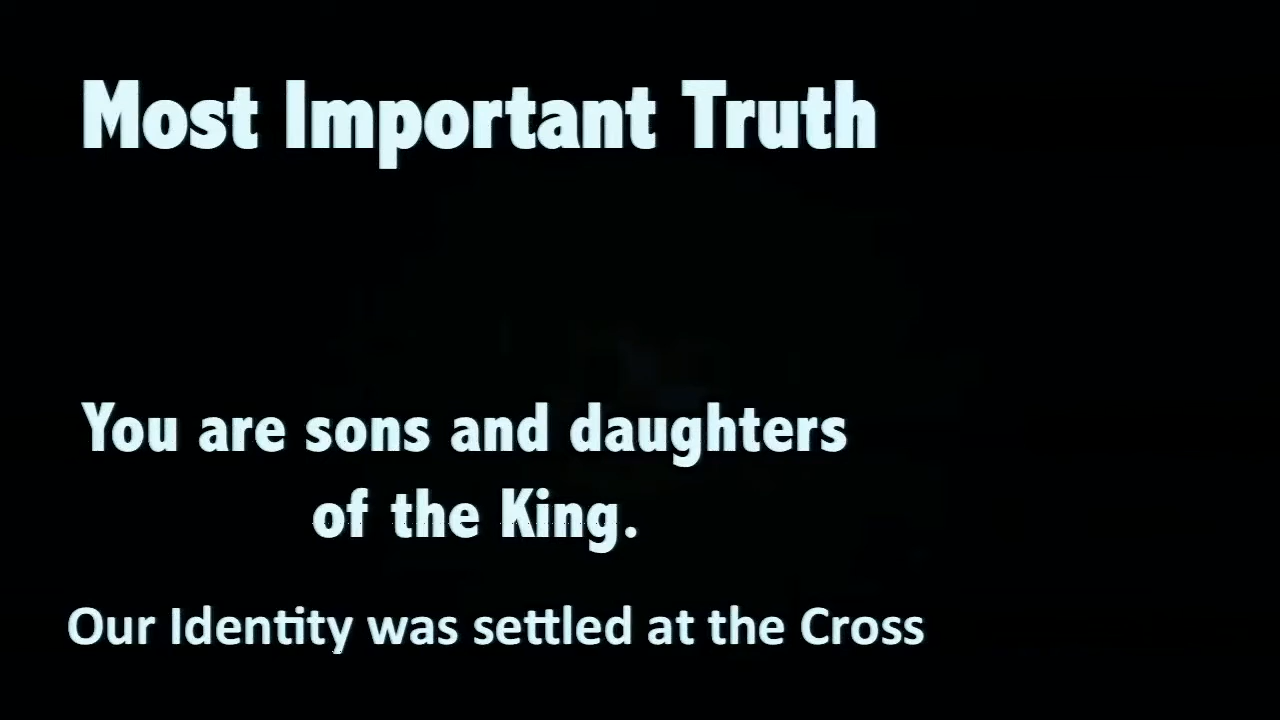 Most Important Truth
You are sons and daughters
of the King.
Our Identity was settled at the Cross